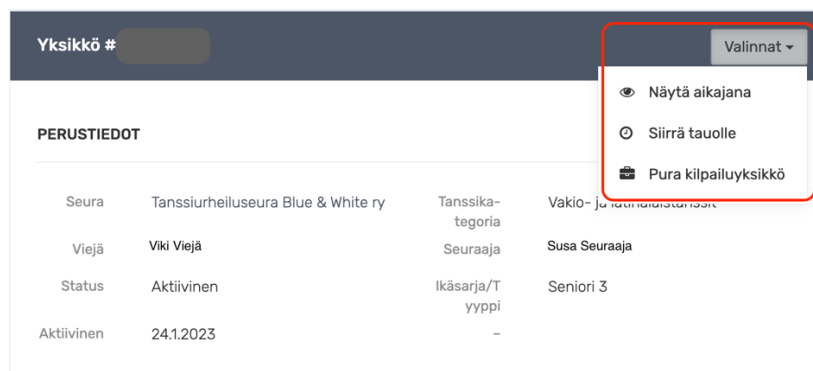 Yksikkö #
Valinnat
Näytä aikajana
Siirrä tauolle
Pura kilpailuyksikkö
PERUSTIEDOT
Seura Tanssiurheiluseura Blue & White ry
Tanssika-
tegoria
Vakio- ja latinalaistanssit
Viejä Viki Viejä
Seuraaja Susa Seuraaja
Status Aktiivinen
Ikäsarja/T
yyppi
Seniori 3
Aktiivinen 24.1.2023
–